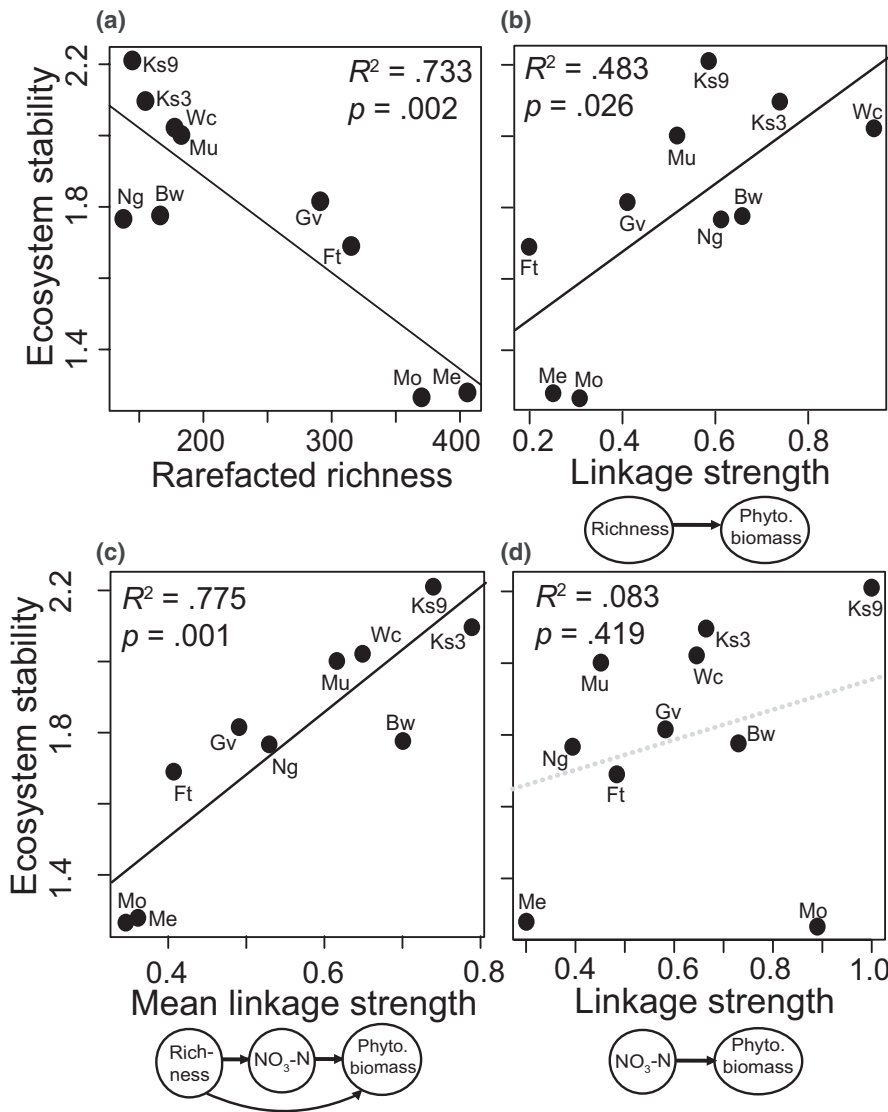 (a)
Ecosystem stability
2.2
1.8
1.4
R² = .733
p = .002
Ks9
Ks3
Wc
Mu
Ng
Bw
Gv
Ft
Mo
Me
200
300
400
Rarefacted richness
(b)
R² = .483
p = .026
Ks9
Ks3
Wc
Mu
Gv
Bw
Ng
Ft
Me
Mo
0.2
0.4
0.6
0.8
Linkage strength
Richness
Phyto.
biomass
(c)
Ecosystem stability
2.2
1.8
1.4
R² = .775
p = .001
Ks9
Ks3
Wc
Mu
Bw
Gv
Ng
Ft
Mo
Me
0.4
0.6
0.8
Mean linkage strength
Rich-
ness
NO₃-N
Phyto.
biomass
(d)
R² = .083
p = .419
Ks9
Ks3
Wc
Mu
Gv
Bw
Ng
Ft
Me
Mo
0.4
0.6
0.8
1.0
Linkage strength
NO₃-N
Phyto.
biomass